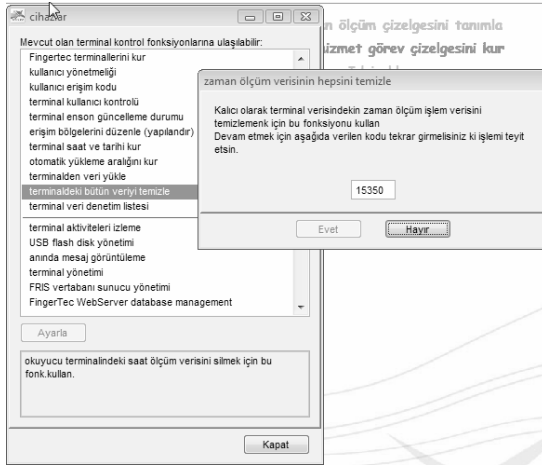 cihazlar
Mevcut olan terminal kontrol fonksiyonlarına ulaşılabilir:
Fingertec terminallerini kur
kullanıcı yönetmeliği
kullanıcı erişim kodu
terminal kullanıcı kontrolü
terminal enson güncelleme durumu
erişim bölgelerini düzenle (yapılandır)
terminal saat ve tarihi kur
otomatik yükleme aralığını kur
terminalden veri yükle
terminaldeki bütün veriyi temizle
terminal veri denetim listesi
terminal aktiviteleri izleme
USB flash disk yönetimi
anında mesaj görüntüleme
terminal yönetimi
FRIS vertabanı sunucu yönetimi
FingerTec WebServer database management
Ayarla
okuyucu terminalindeki saat ölçüm verisini silmek için bu
fonk.kullan.
Kapat
ölçüm çizelgesini tanımla
hizmet görev çizelgesini kur
zaman ölçüm verisinin hepsini temizle
Kalıcı olarak terminal verisindekin zaman ölçüm işlem verisini
temizlemenk için bu fonksiyonu kullan
Devam etmek için aşağıda verilen kodu tekrar girmelisiniz ki işlemi teyit
etsin.
15350
Evet
Hayır